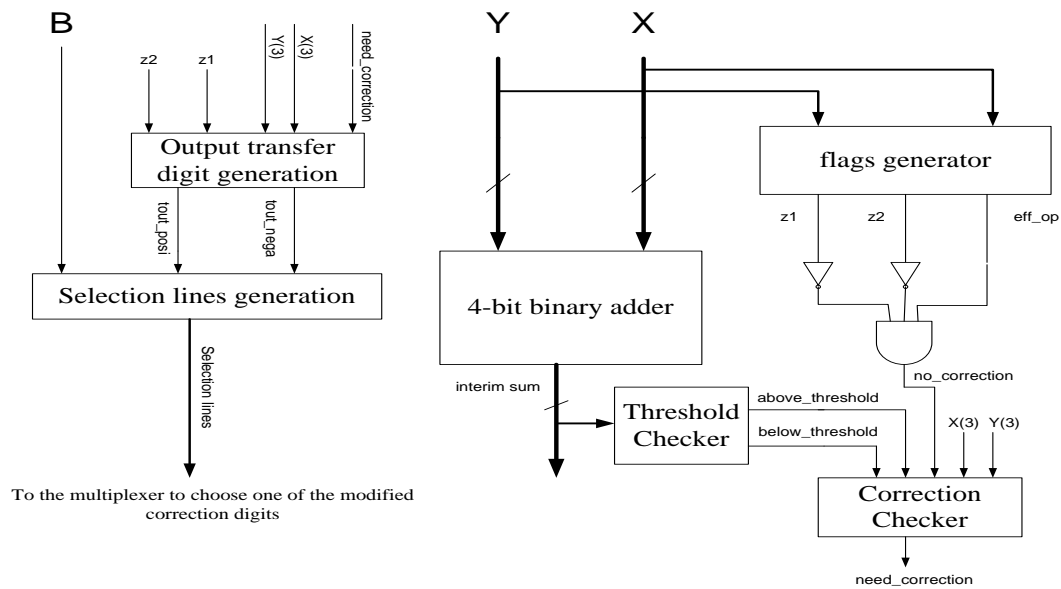 B
z2
z1
Y(3)
X(3)
need_correction
Output transfer
digit generation
tout_posi
tout_nega
Selection lines generation
Selection lines
To the multiplexer to choose one of the modified
correction digits
Y
X
flags generator
z1
z2
eff_op
4-bit binary adder
no_correction
interim sum
Threshold
Checker
above_threshold
below_threshold
X(3)
Y(3)
Correction
Checker
need_correction